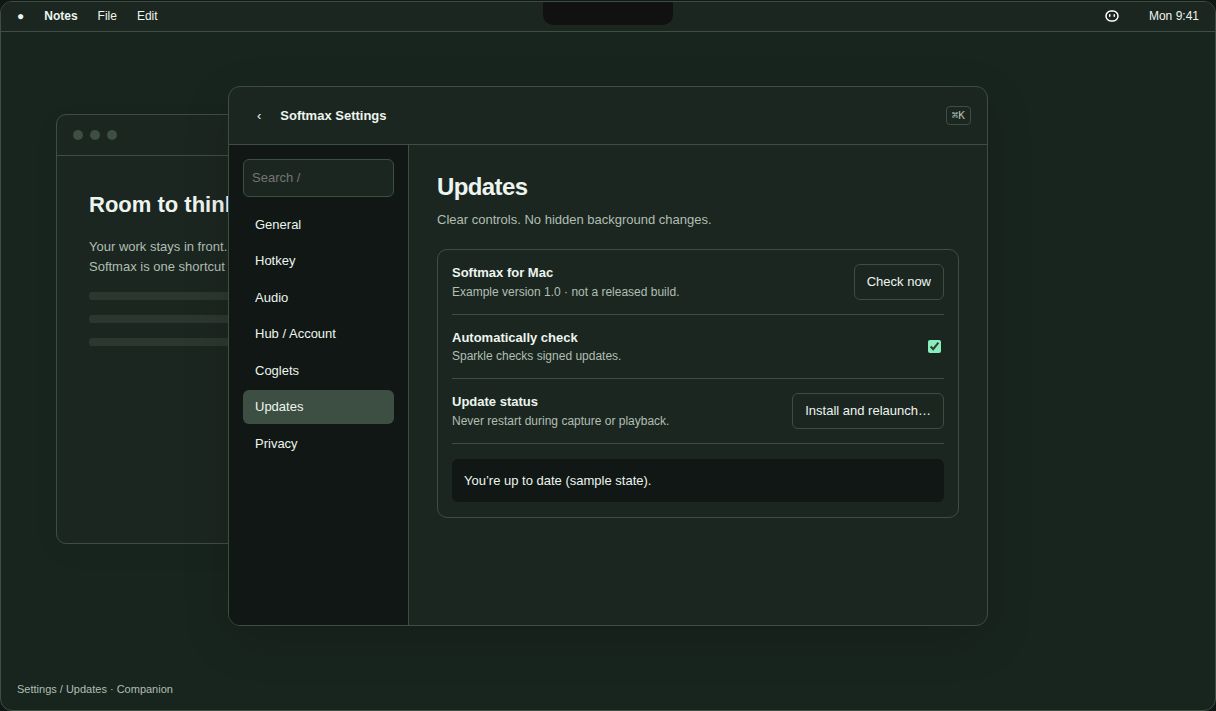 Notes File Edit
Mon 9:41
‹ Softmax Settings
⌘K
Room to think
Your work stays in front.
Softmax is one shortcut
Search /
General
Hotkey
Audio
Hub / Account
Coglets
Updates
Privacy
Updates
Clear controls. No hidden background changes.
Softmax for Mac
Example version 1.0 · not a released build.
Check now
Automatically check
Sparkle checks signed updates.
Update status
Never restart during capture or playback.
Install and relaunch…
You’re up to date (sample state).
Settings / Updates · Companion